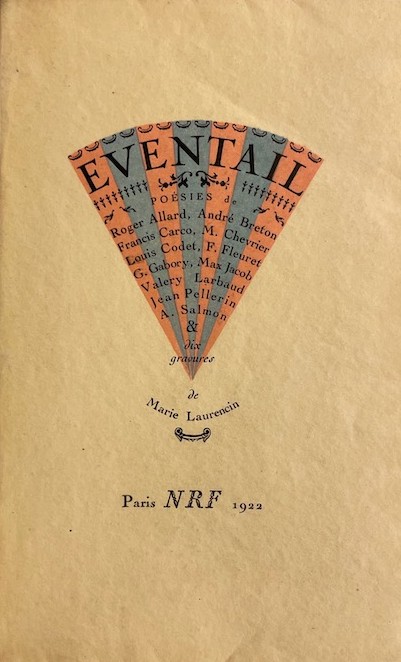 EVENTAIL
POÉSIES de
Roger Allard, André Breton
Francis Carco, M. Chevrier
Louis Codet, F. Fleuret
G. Gabory, Max Jacob
Valery Larbaud
Jean Pellerin
A. Salmon
&
dix
gravures
de
Marie Laurencin
Paris NRF 1922